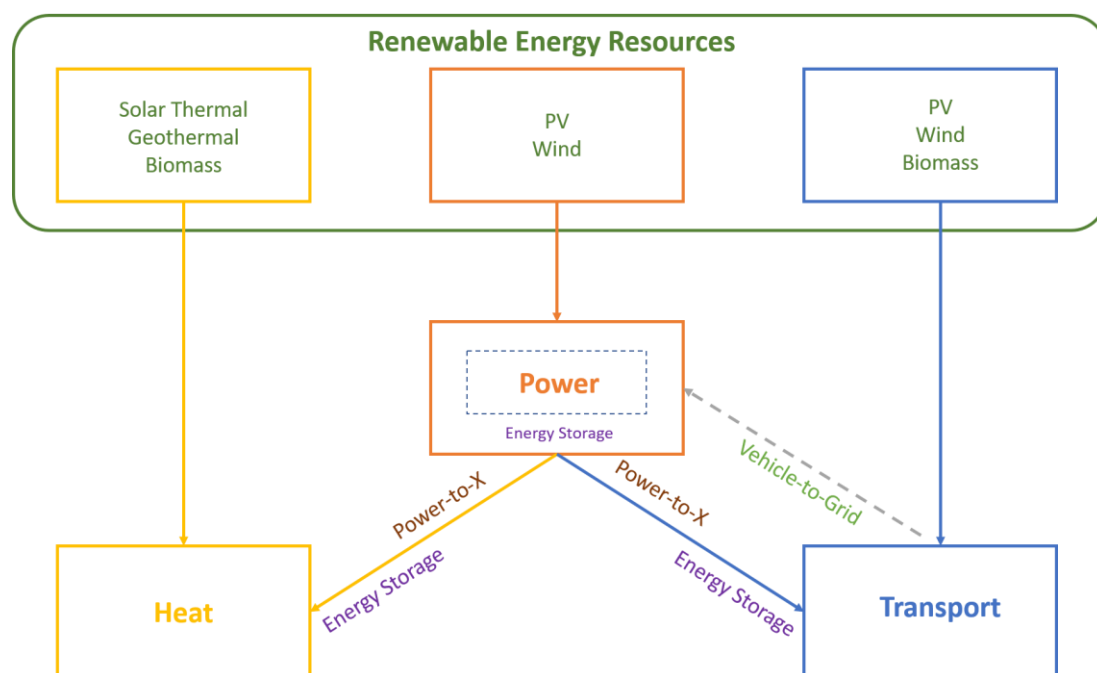 Renewable Energy Resources
Solar Thermal
Geothermal
Biomass
PV
Wind
PV
Wind
Biomass
Power
Energy Storage
Power-to-X
Energy Storage
Power-to-X
Energy Storage
Vehicle-to-Grid
Heat
Transport